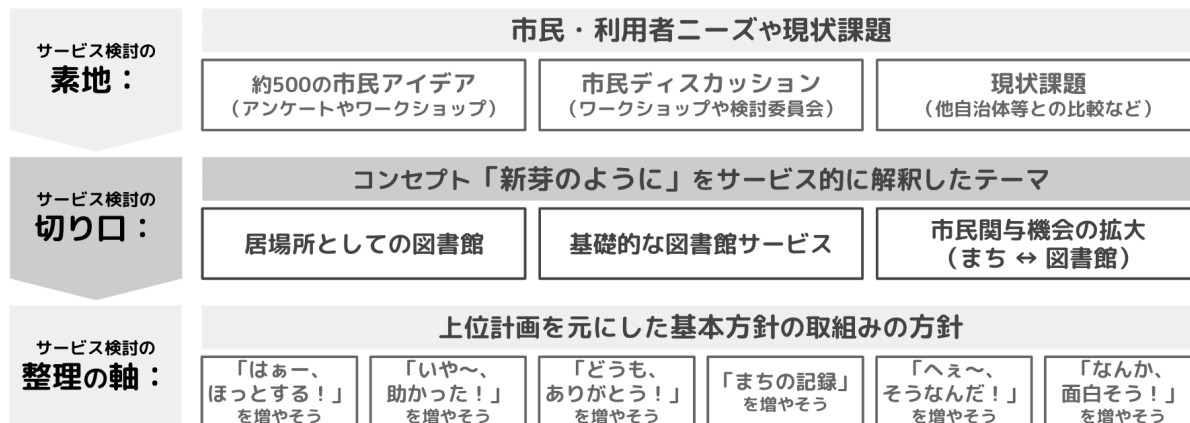 サービス検討の
素地：
市民・利用者ニーズや現状課題
約500の市民アイデア
（アンケートやワークショップ）
市民ディスカッション
（ワークショップや検討委員会）
現状課題
（他自治体等との比較など）
サービス検討の
切り口：
コンセプト「新芽のように」をサービス的に解釈したテーマ
居場所としての図書館
基礎的な図書館サービス
市民関与機会の拡大
（まち ↔ 図書館）
サービス検討の
整理の軸：
上位計画を元にした基本方針の取組みの方針
「はぁー、
ほっとする！」
を増やそう
「いや〜、
助かった！」
を増やそう
「どうも、
ありがとう！」
を増やそう
「まちの記録」
を増やそう
「へぇ〜、
そうなんだ！」
を増やそう
「なんか、
面白そう！」
を増やそう